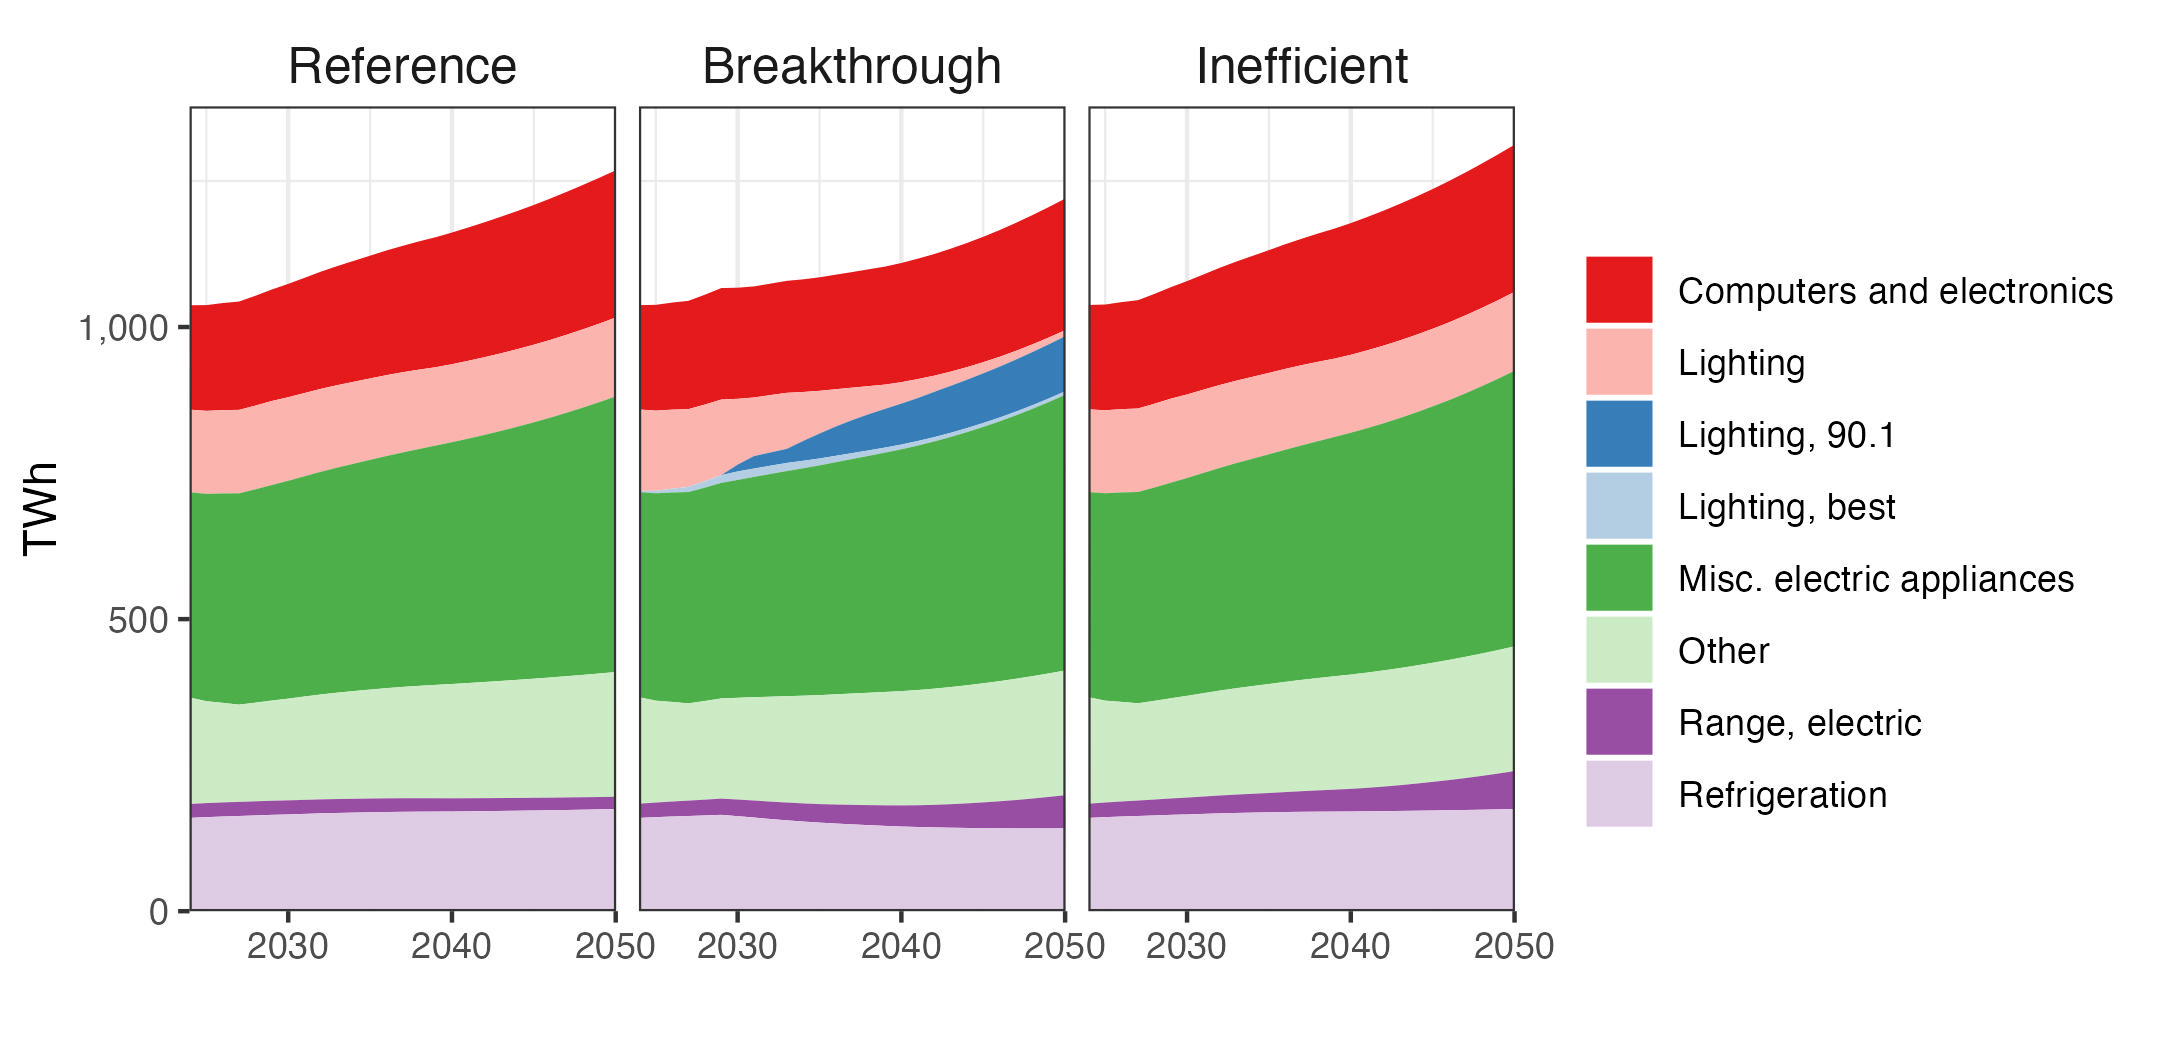 Reference Breakthrough Inefficient
TWh
1,000
500
0
2030 2040 2050 2030 2040 2050 2030 2040 2050
Computers and electronics
Lighting
Lighting, 90.1
Lighting, best
Misc. electric appliances
Other
Range, electric
Refrigeration